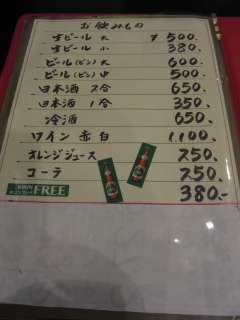 お飲みもの
生ビール 大 ¥500.
生ビール 小 380.
ビール(ビン)大 600.
ビール(ビン)中 500.
日本酒 2合 650.
日本酒 1合 350.
冷酒 650.
ワイン 赤白 1.100.
オレンジジュース 250.
コーラ 250.
FREE 380.-